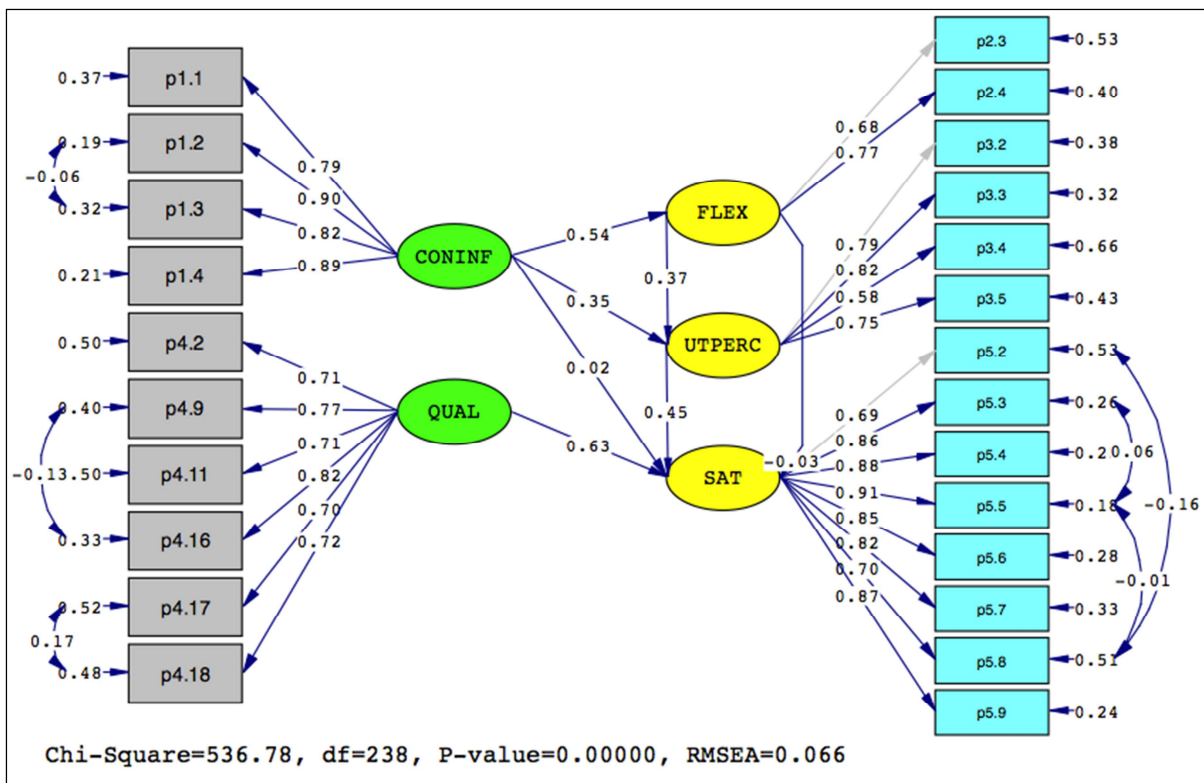 0.37 p1.1
0.19 p1.2
-0.06
0.32 p1.3
0.21 p1.4
0.50 p4.2
0.40 p4.9
-0.13.50 p4.11
0.33 p4.16
0.52 p4.17
0.17
0.48 p4.18
0.79
0.90
0.82
0.89
CONINF
0.71
0.77
0.71
0.82
0.70
0.72
QUAL
0.54
0.35
0.02
0.63
FLEX
0.37
UTPERC
0.45
SAT
-0.03
0.68
0.77
0.79
0.82
0.58
0.75
0.69
0.86
0.88
0.91
0.85
0.82
0.70
0.87
p2.3 0.53
p2.4 0.40
p3.2 0.38
p3.3 0.32
p3.4 0.66
p3.5 0.43
p5.2 0.53
p5.3 0.26
p5.4 0.20.06
p5.5 0.18
-0.16
p5.6 0.28
-0.01
p5.7 0.33
p5.8 0.51
p5.9 0.24
Chi-Square=536.78, df=238, P-value=0.00000, RMSEA=0.066